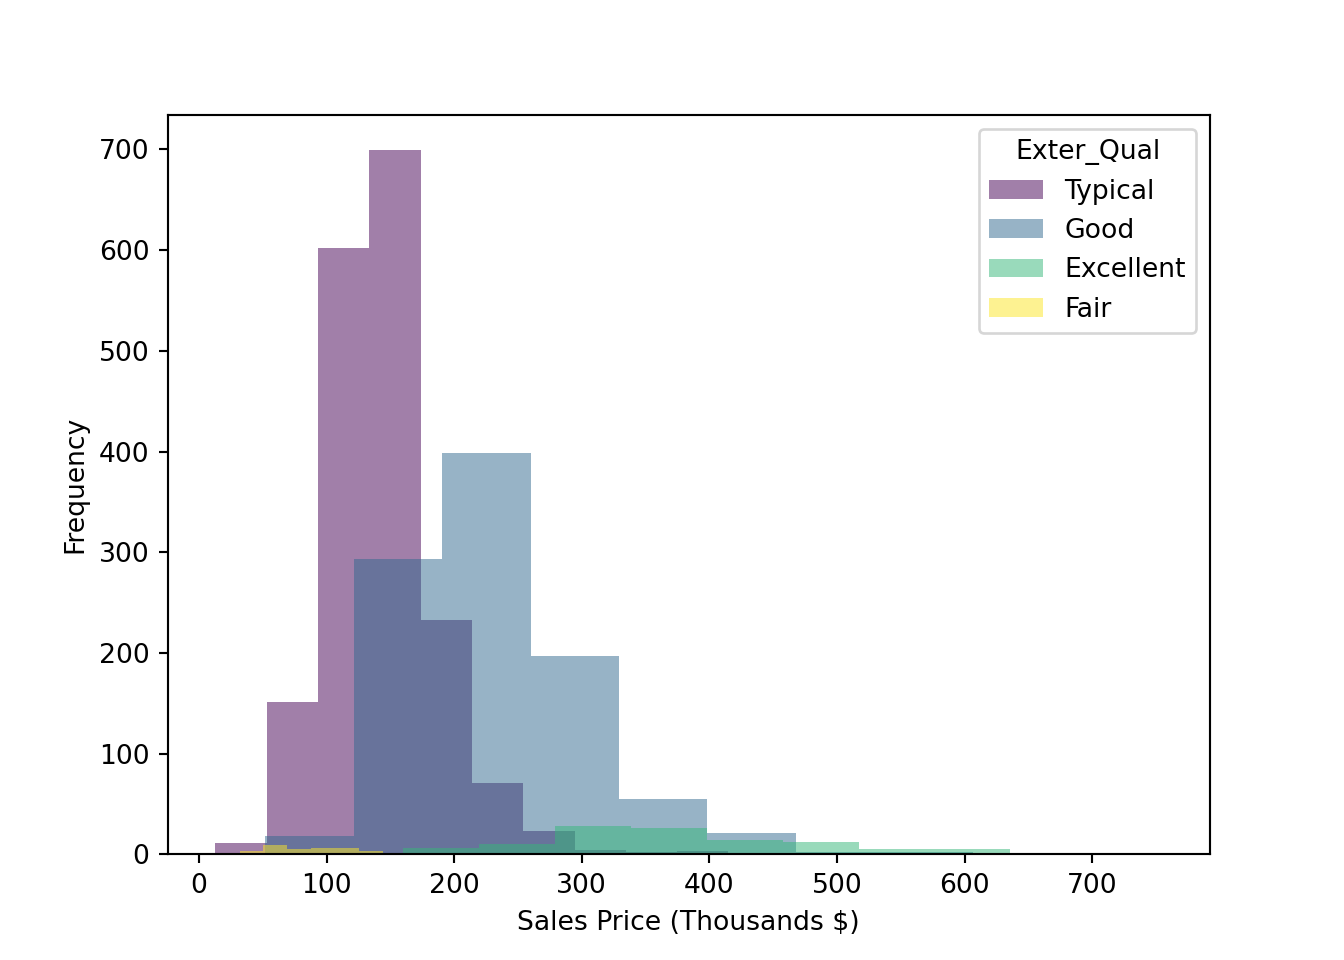 Exter_Qual
Typical
Good
Excellent
Fair
700
600
500
400
300
200
100
0
Frequency
0 100 200 300 400 500 600 700
Sales Price (Thousands $)